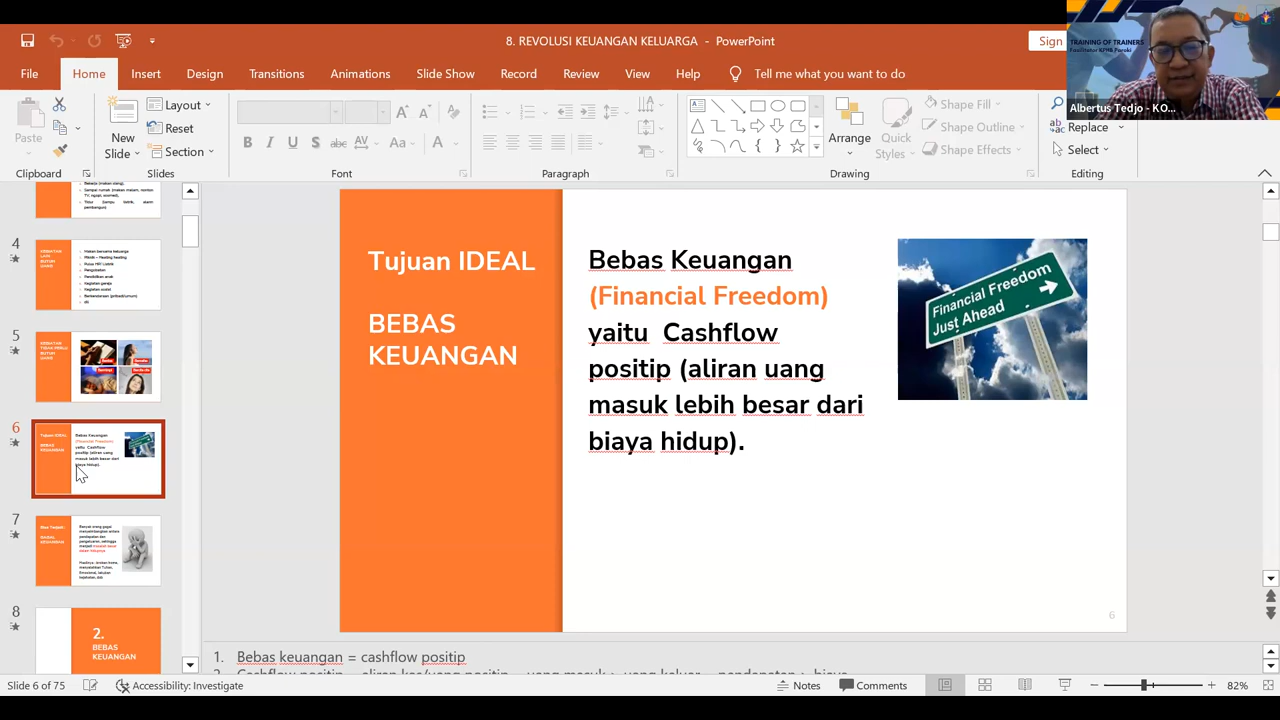 8. REVOLUSI KEUANGAN KELUARGA - PowerPoint
Sign
TRAINING OF TRAINERS
Albertus Tedjo - KO...
File Home Insert Design Transitions Animations Slide Show Record Review View Help Tell me what you want to do
Paste
New
Slide
Layout
Reset
Section
Arrange
Quick
Styles
Shape Fill
Shape Outline
Shape Effects
Replace
Select
Clipboard Slides Font Paragraph Drawing Editing
4
5
6
7
8
2.
BEBAS
KEUANGAN
Tujuan IDEAL
BEBAS
KEUANGAN
Bebas Keuangan
(Financial Freedom)
yaitu Cashflow
positip (aliran uang
masuk lebih besar dari
biaya hidup).
Financial Freedom
Just Ahead
6
1. Bebas keuangan = cashflow positip
Slide 6 of 75 Accessibility: Investigate Notes Comments 82%